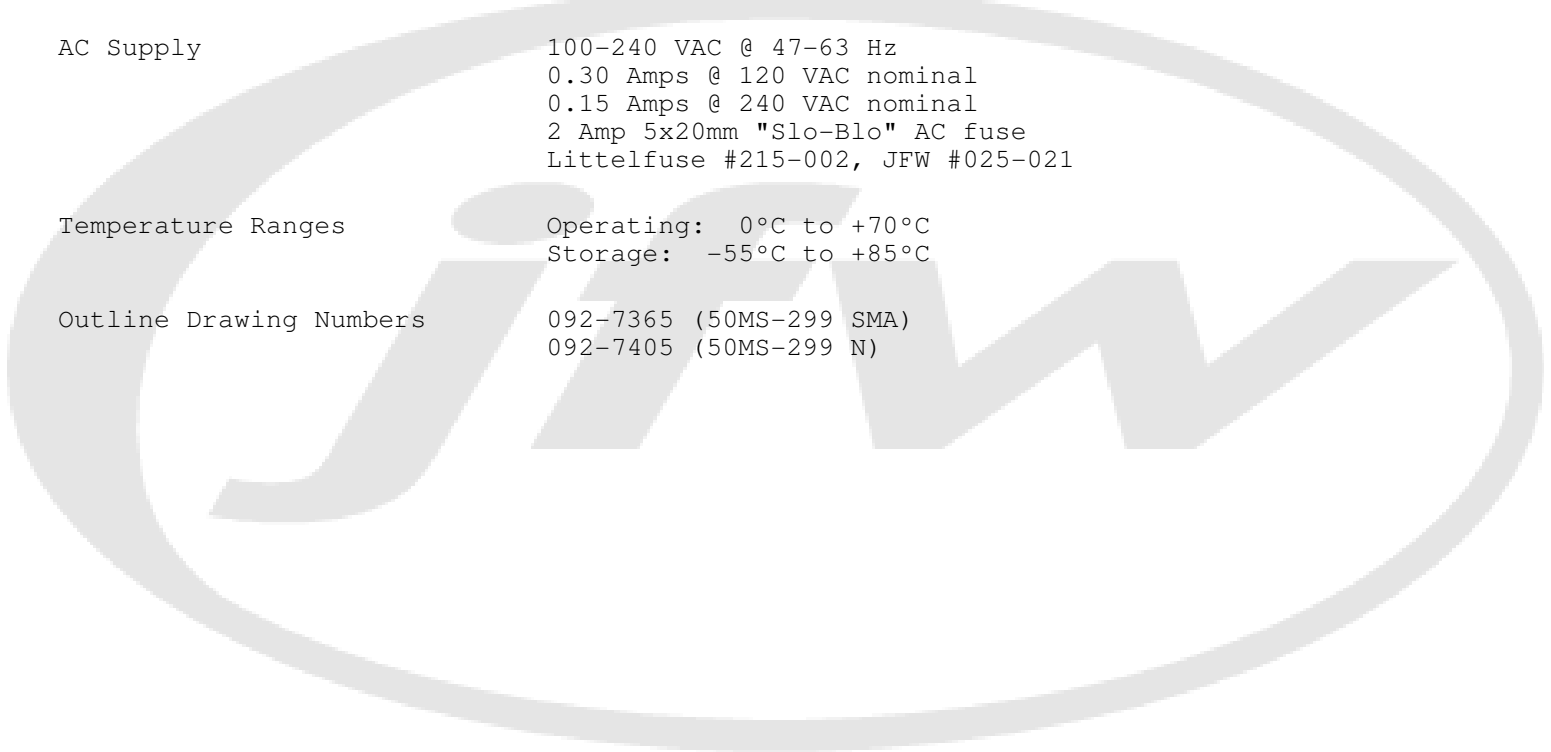 AC Supply 100-240 VAC @ 47-63 Hz
0.30 Amps @ 120 VAC nominal
0.15 Amps @ 240 VAC nominal
2 Amp 5x20mm "Slo-Blo" AC fuse
Littelfuse #215-002, JFW #025-021
Temperature Ranges Operating: 0°C to +70°C
Storage: -55°C to +85°C
Outline Drawing Numbers 092-7365 (50MS-299 SMA)
092-7405 (50MS-299 N)
jfw